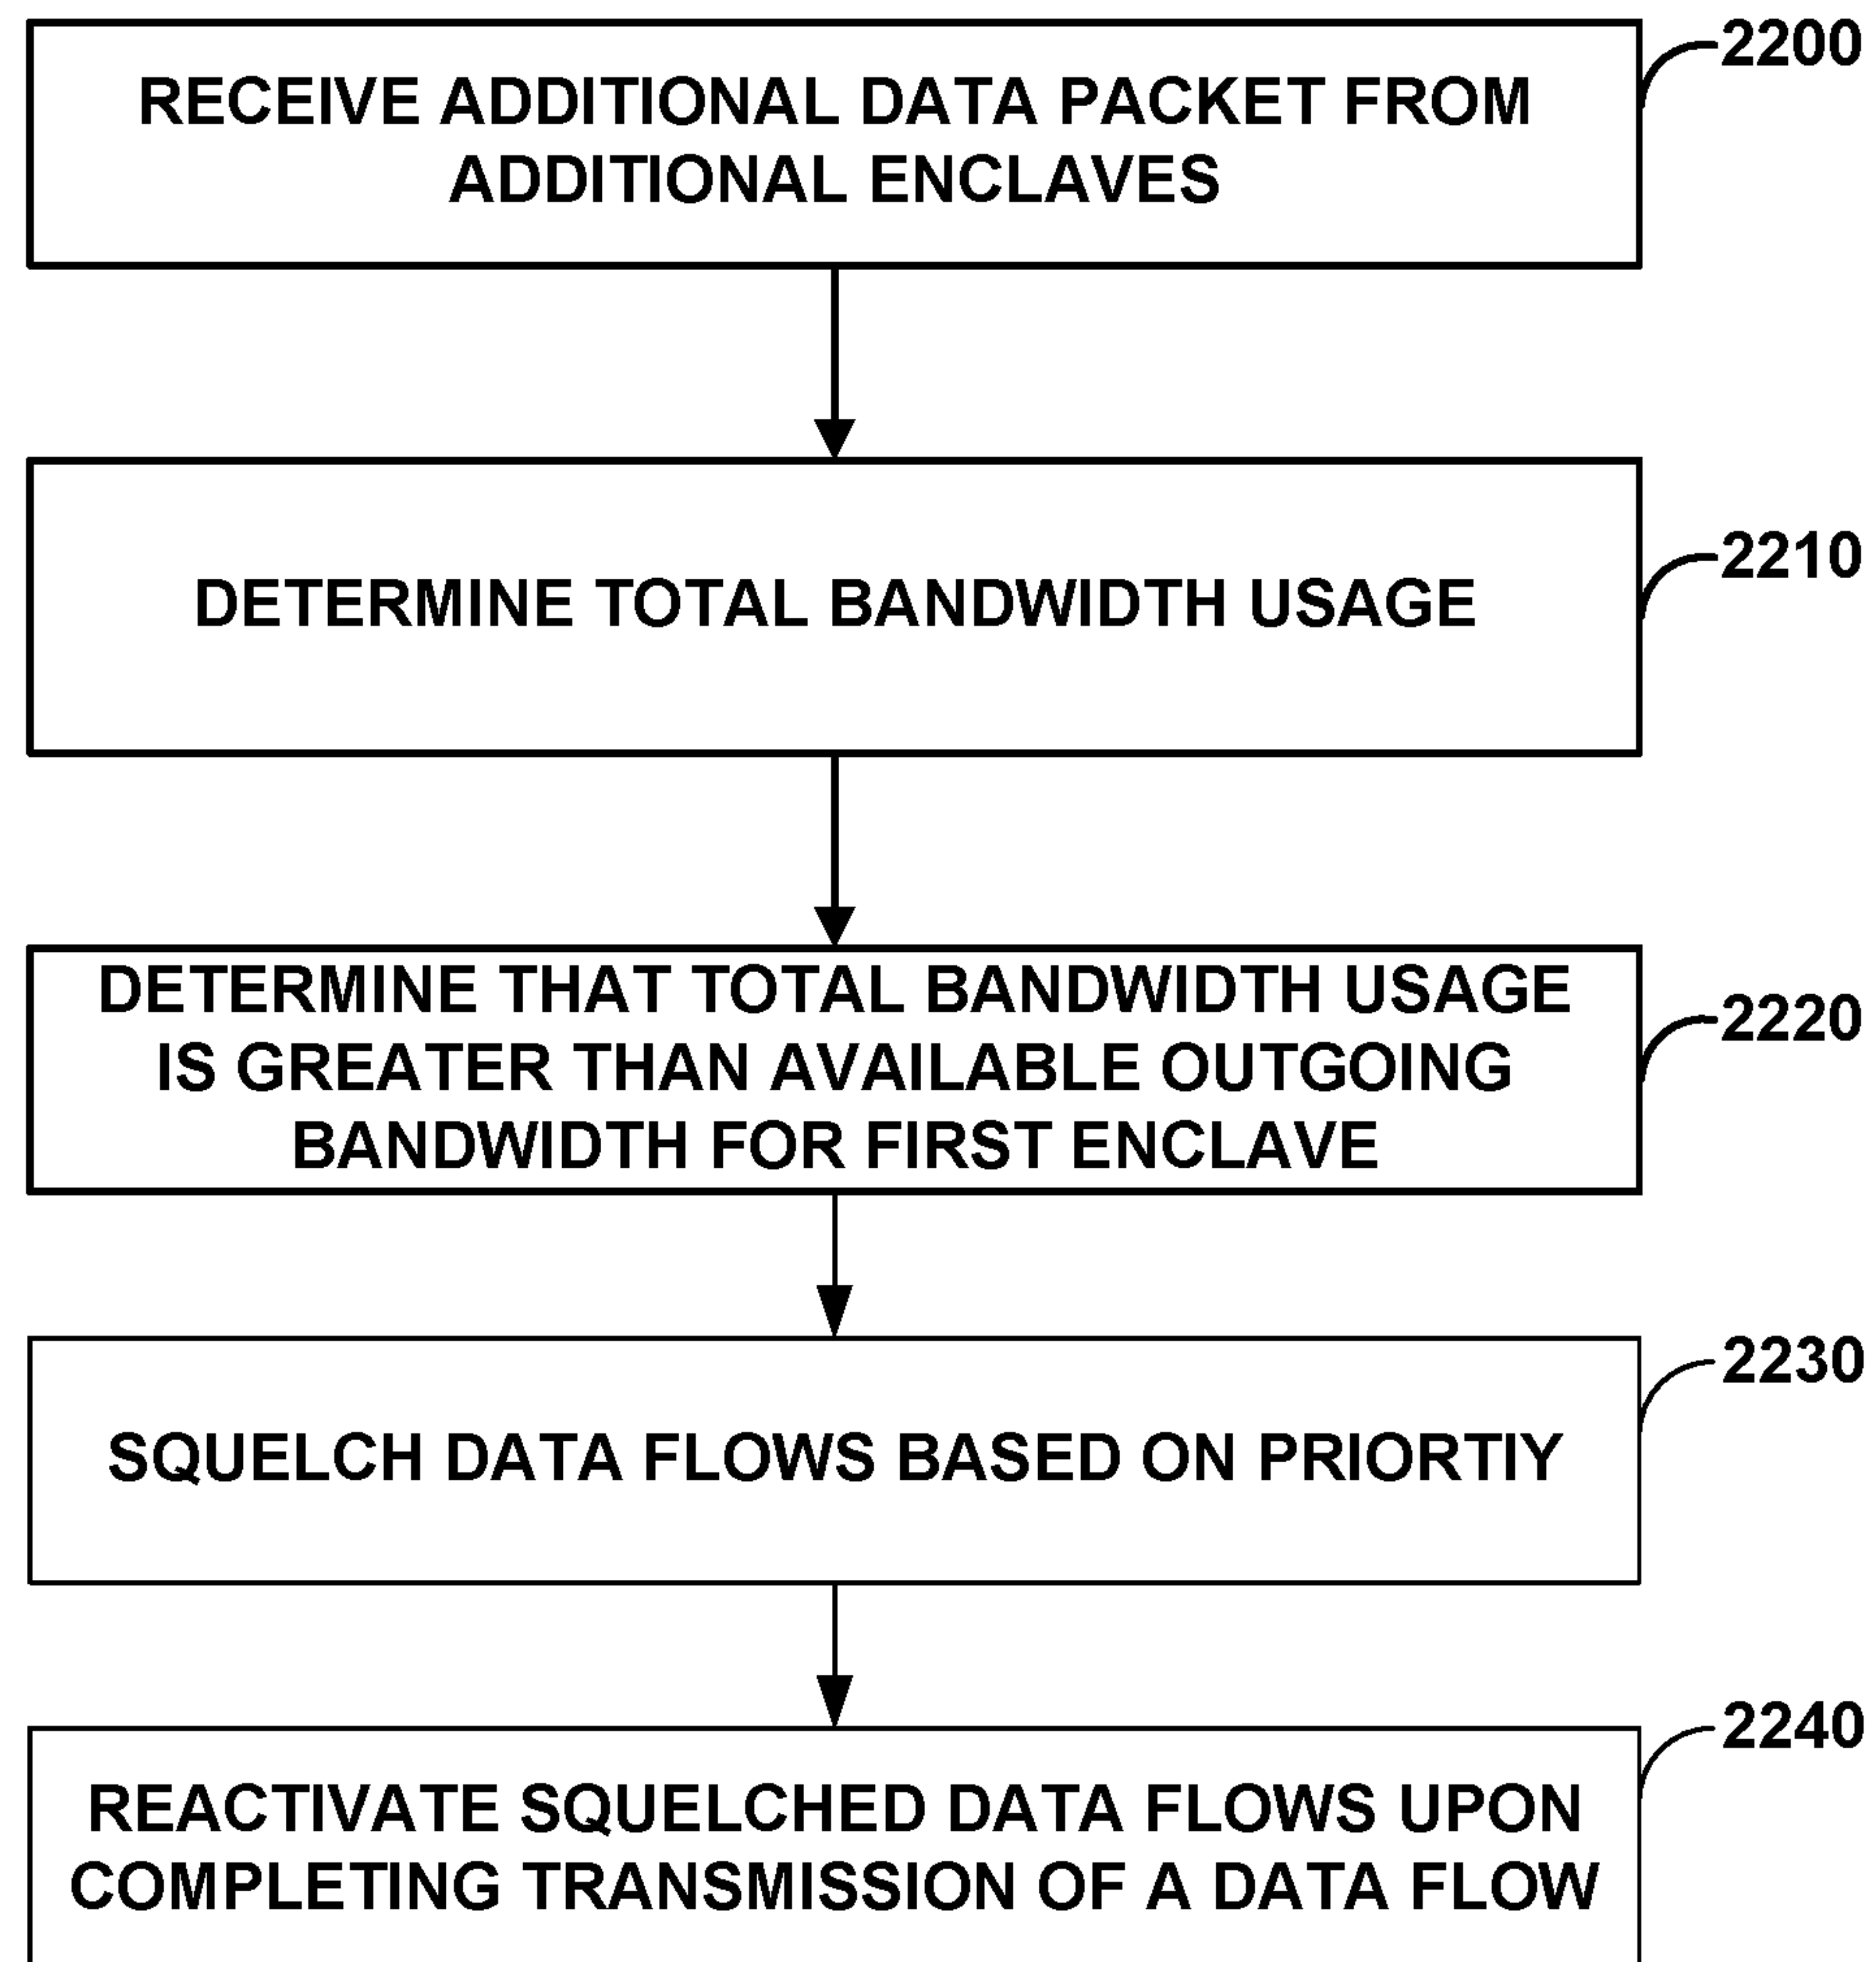 2200
RECEIVE ADDITIONAL DATA PACKET FROM
ADDITIONAL ENCLAVES
2210
DETERMINE TOTAL BANDWIDTH USAGE
DETERMINE THAT TOTAL BANDWIDTH USAGE
2220
IS GREATER THAN AVAILABLE OUTGOING
BANDWIDTH FOR FIRST ENCLAVE
2230
SQUELCH DATA FLOWS BASED ON PRIORTIY
2240
REACTIVATE SQUELCHED DATA FLOWS UPON
COMPLETING TRANSMISSION OF A DATA FLOW